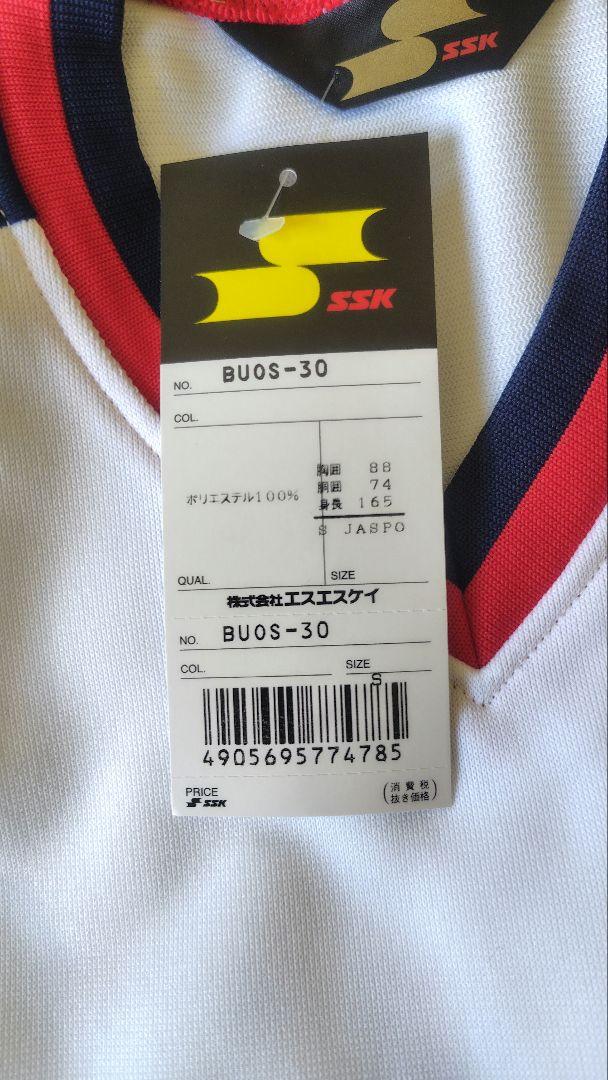 SSK
SSK
NO. BUOS-30
COL.
ポリエステル100%
胸囲 88
胴囲 74
身長 165
S JASPO
QUAL. SIZE
株式会社エスエスケイ
NO. BUOS-30
COL. SIZE S
4905695774785
PRICE
SSK
(消費税抜き価格)